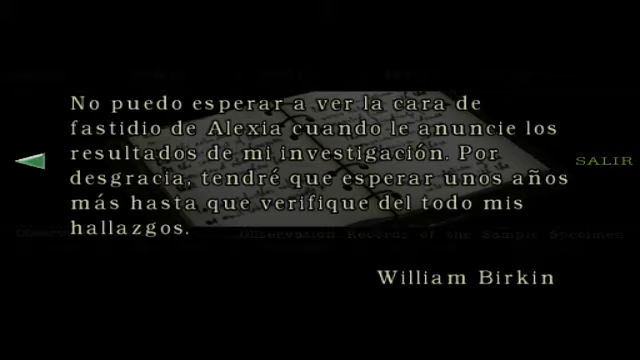 No puedo esperar a ver la cara de
fastidio de Alexia cuando le anuncie los
resultados de mi investigación. Por
desgracia, tendré que esperar unos años
más hasta que verifique del todo mis
hallazgos.
SALIR
Observation Records of the Sample Specimen
William Birkin